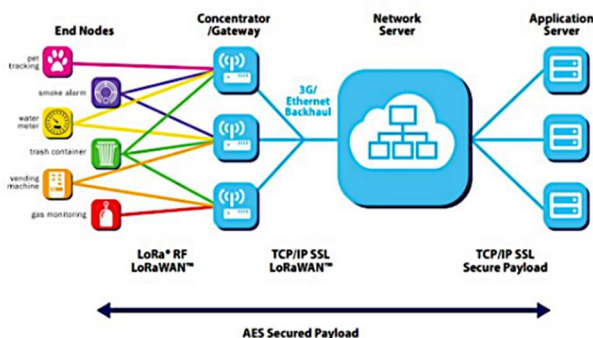 End Nodes
Concentrator
/Gateway
Network
Server
Application
Server
pet
tracking
smoke alarm
water
meter
trash container
vending
machine
gas monitoring
3G/
Ethernet
Backhaul
LoRa® RF
LoRaWAN™
TCP/IP SSL
LoRaWAN™
TCP/IP SSL
Secure Payload
AES Secured Payload